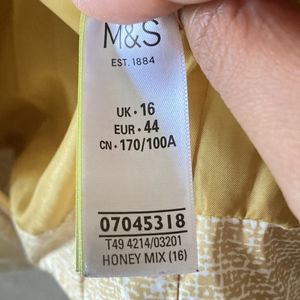 M&S
EST. 1884
UK · 16
EUR · 44
CN · 170/100A
07045318
T49 4214/03201
HONEY MIX (16)